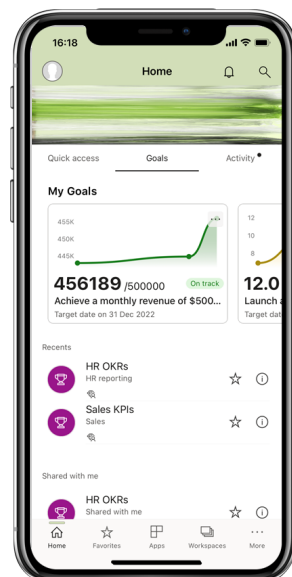 16:18
Home
Quick access Goals Activity
My Goals
455K
450K
445K
456189 /500000 On track
Achieve a monthly revenue of $500...
Target date on 31 Dec 2022
12
10
8
12.0
Launch
Target dat
Recents
HR OKRs
HR reporting
Sales KPIs
Sales
Shared with me
HR OKRs
Shared with me
Home Favorites Apps Workspaces More